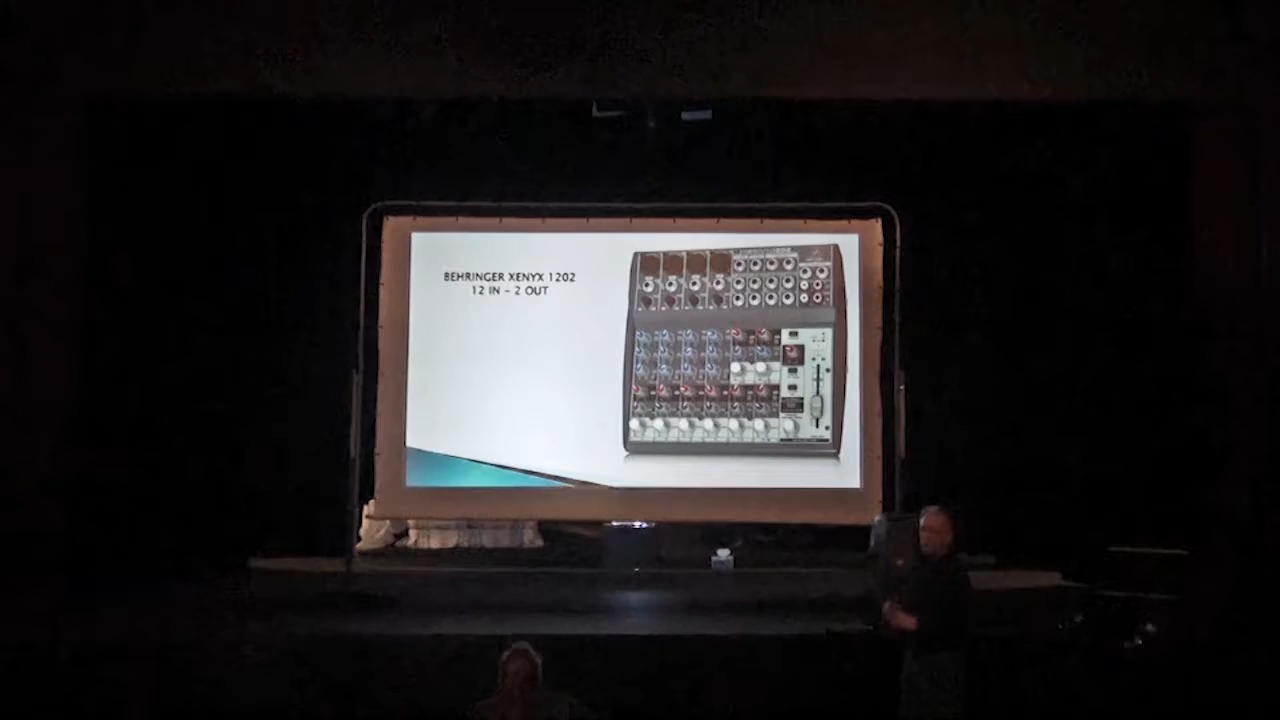 BEHRINGER XENYX 1202
12 IN – 2 OUT